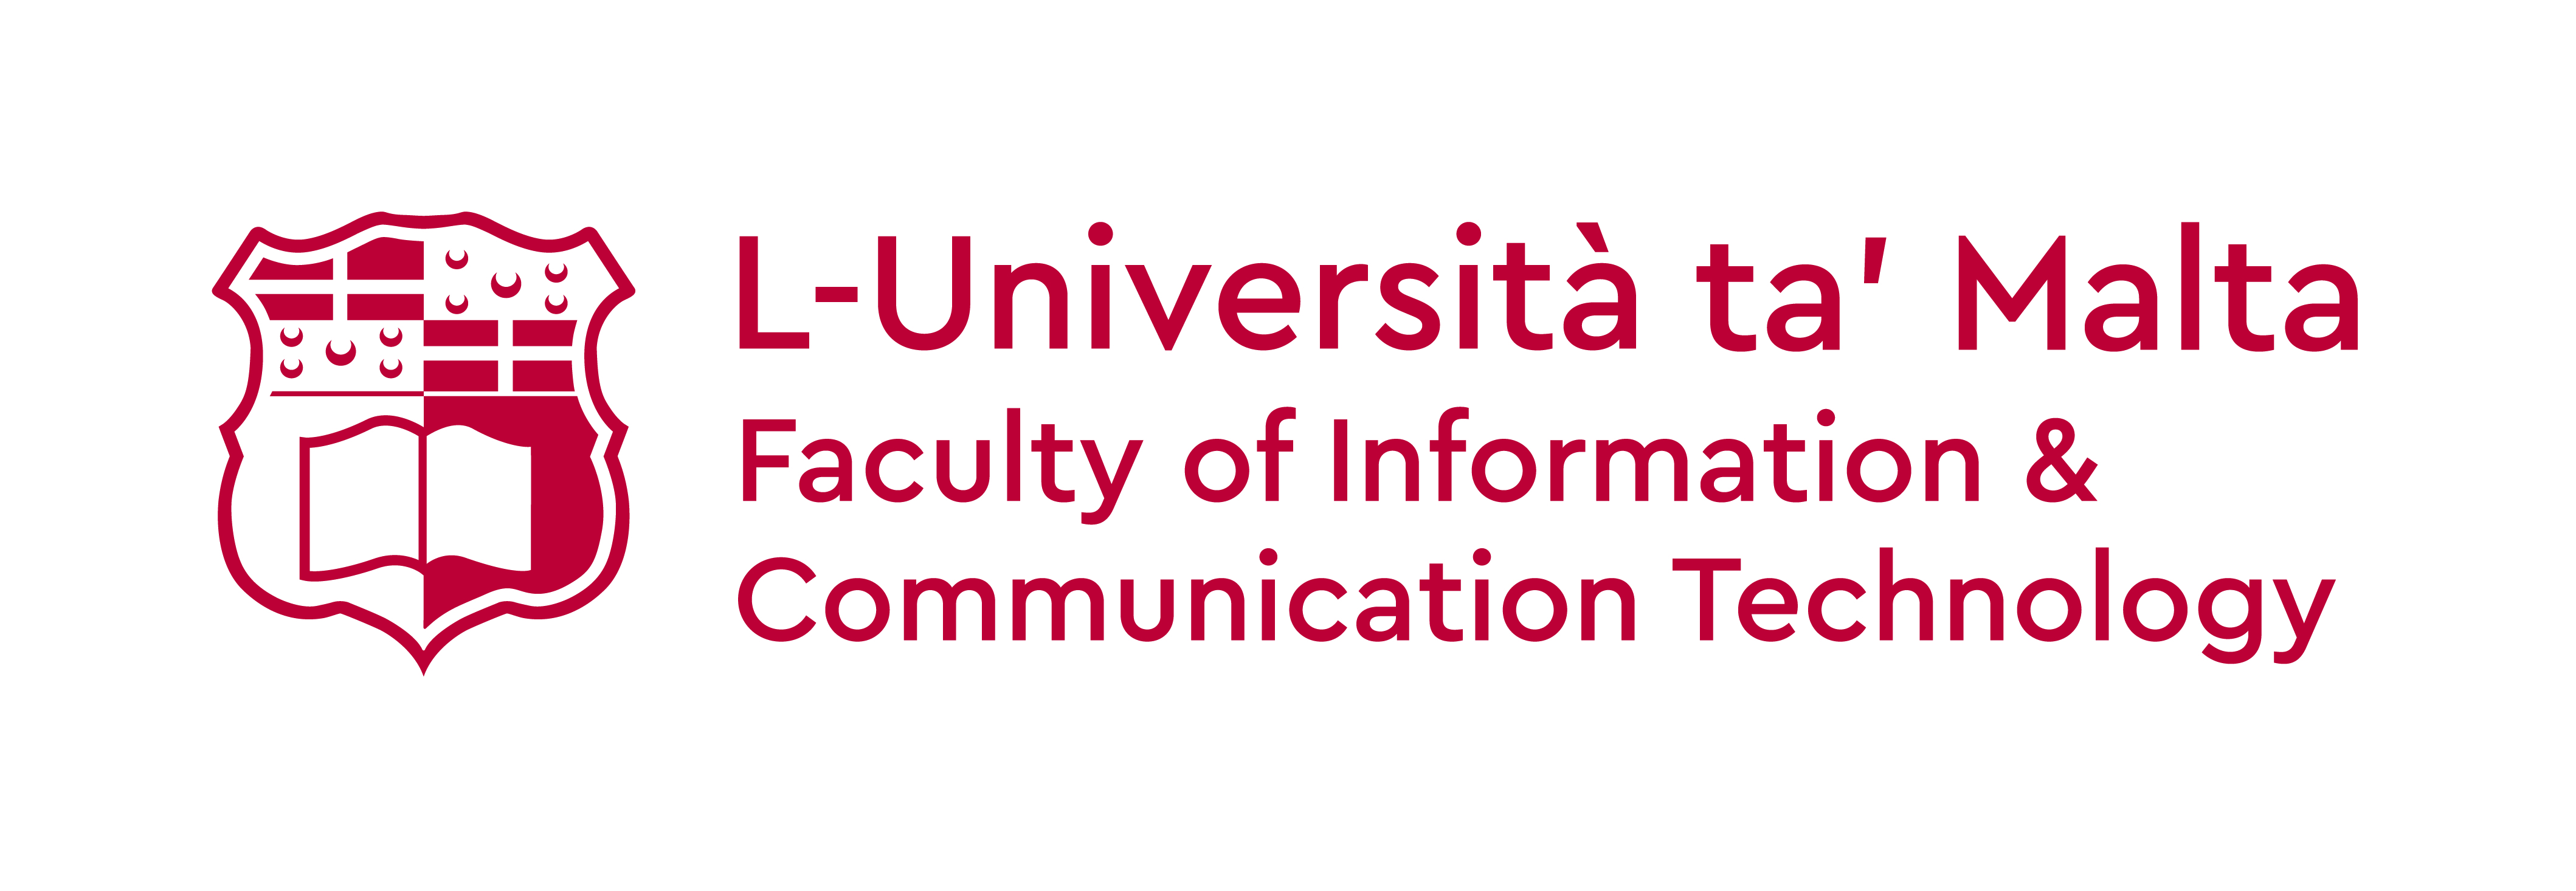 L-Università ta' Malta
Faculty of Information &
Communication Technology